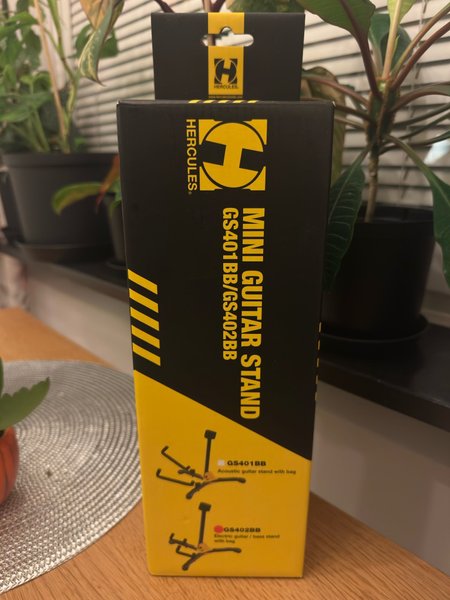 HERCULES®
HERCULES®
MINI GUITAR STAND
GS401BB/GS402BB
GS401BB
Acoustic guitar stand with bag
GS402BB
Electric guitar / bass stand
with bag